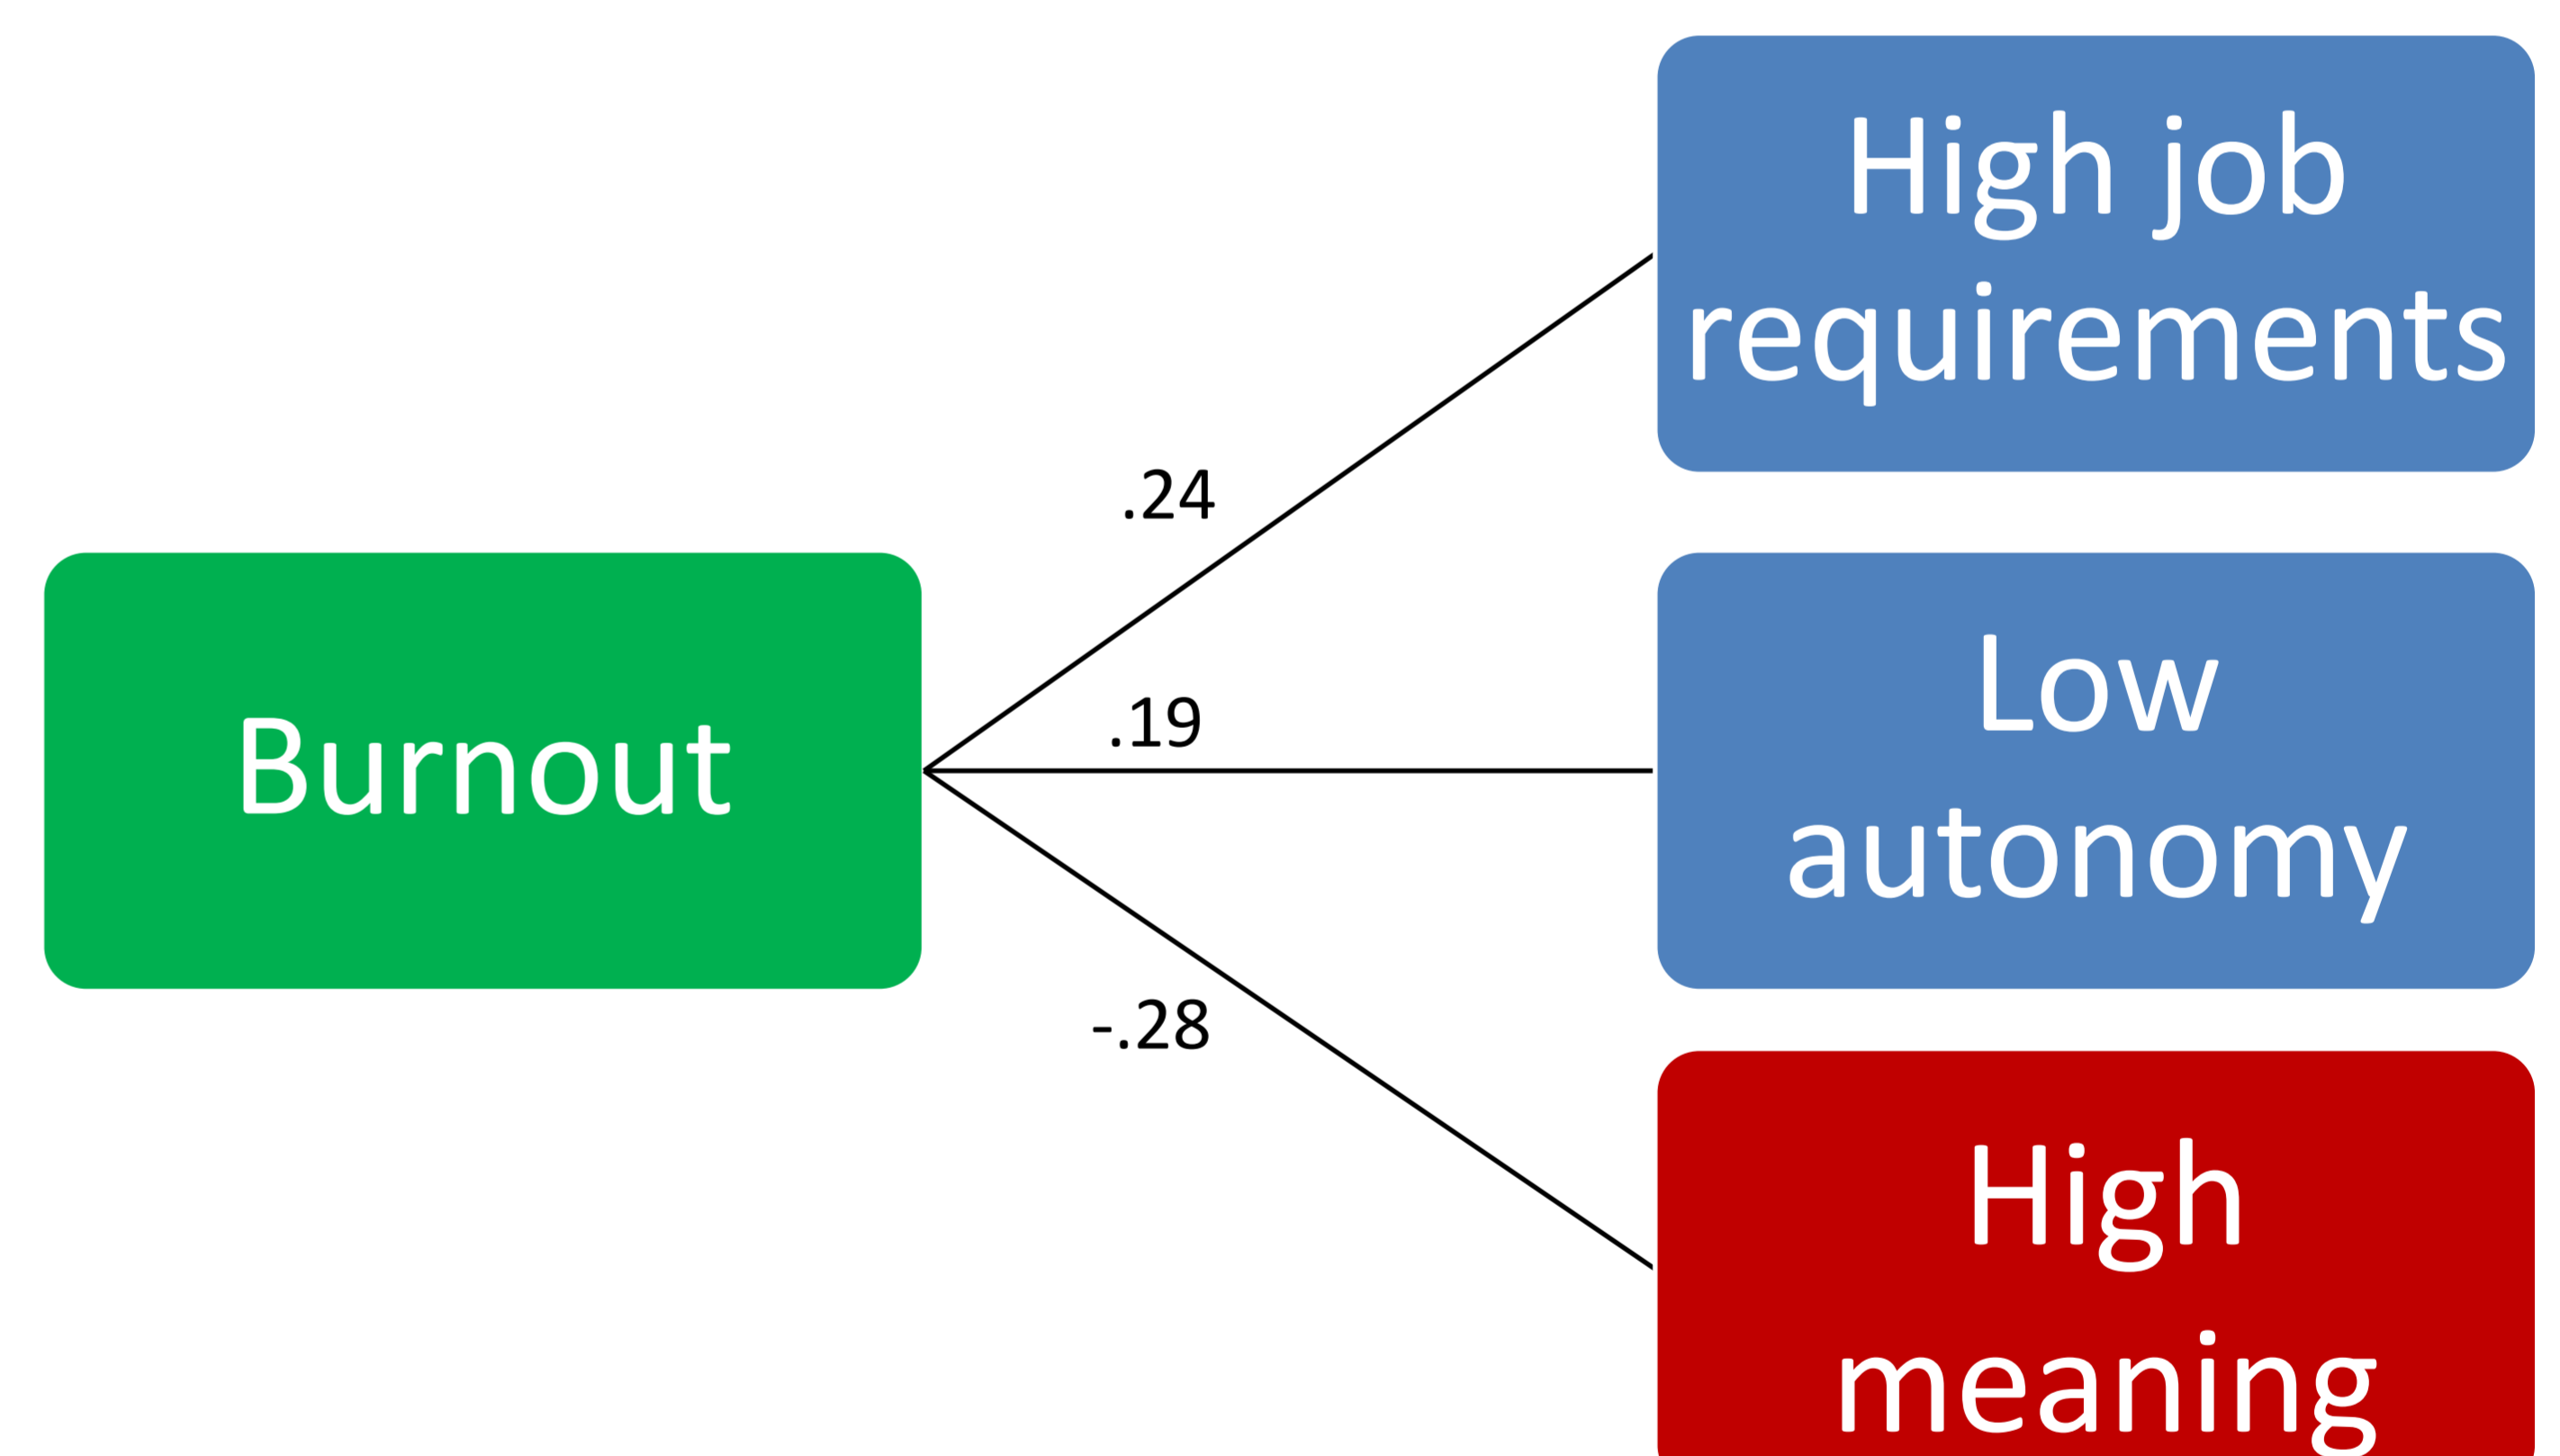 High job
requirements
.24
Burnout
.19
Low
autonomy
-.28
High
meaning